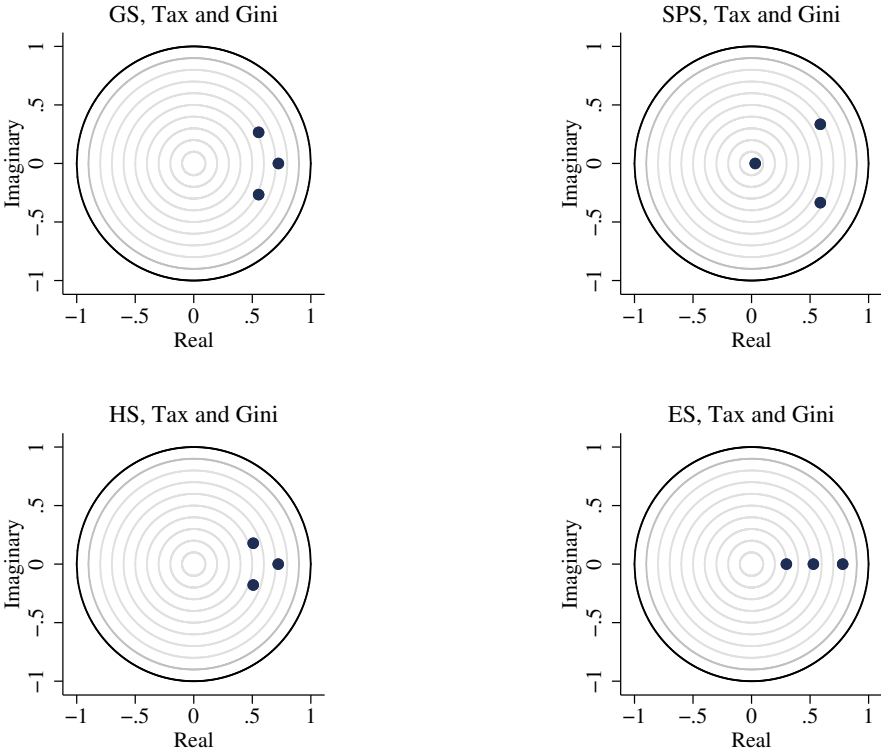 GS, Tax and Gini
Imaginary
1
.5
0
−.5
−1
−1 −.5 0 .5 1
Real
SPS, Tax and Gini
Imaginary
1
.5
0
−.5
−1
−1 −.5 0 .5 1
Real
HS, Tax and Gini
Imaginary
1
.5
0
−.5
−1
−1 −.5 0 .5 1
Real
ES, Tax and Gini
Imaginary
1
.5
0
−.5
−1
−1 −.5 0 .5 1
Real